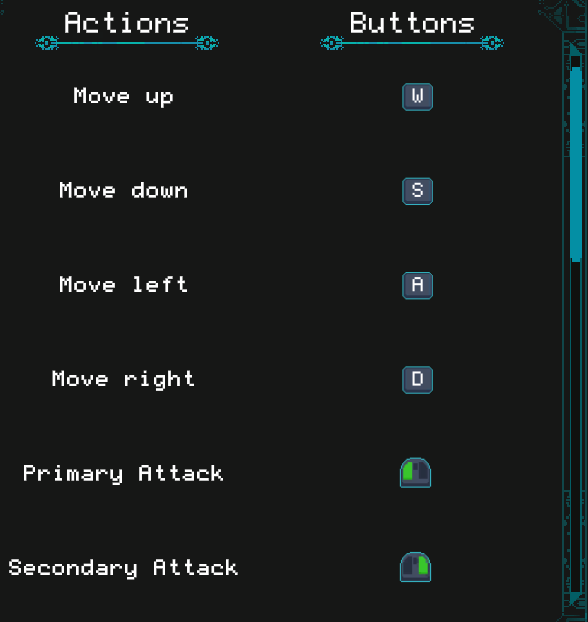 Actions Buttons
Move up W
Move down S
Move left A
Move right D
Primary Attack
Secondary Attack